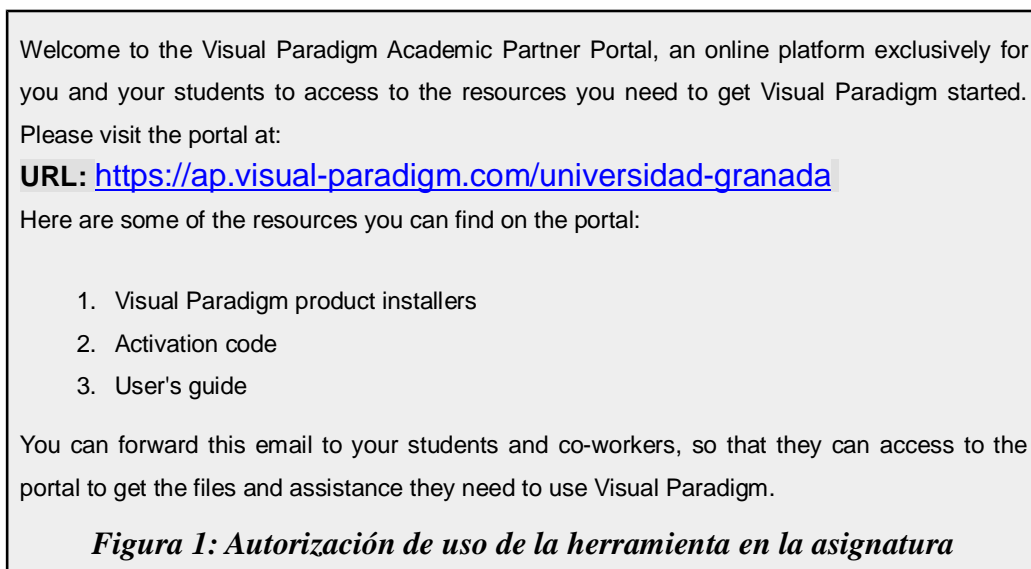 Welcome to the Visual Paradigm Academic Partner Portal, an online platform exclusively for
you and your students to access to the resources you need to get Visual Paradigm started.
Please visit the portal at:
URL: https://ap.visual-paradigm.com/universidad-granada
Here are some of the resources you can find on the portal:
1. Visual Paradigm product installers
2. Activation code
3. User's guide
You can forward this email to your students and co-workers, so that they can access to the
portal to get the files and assistance they need to use Visual Paradigm.
Figura 1: Autorización de uso de la herramienta en la asignatura